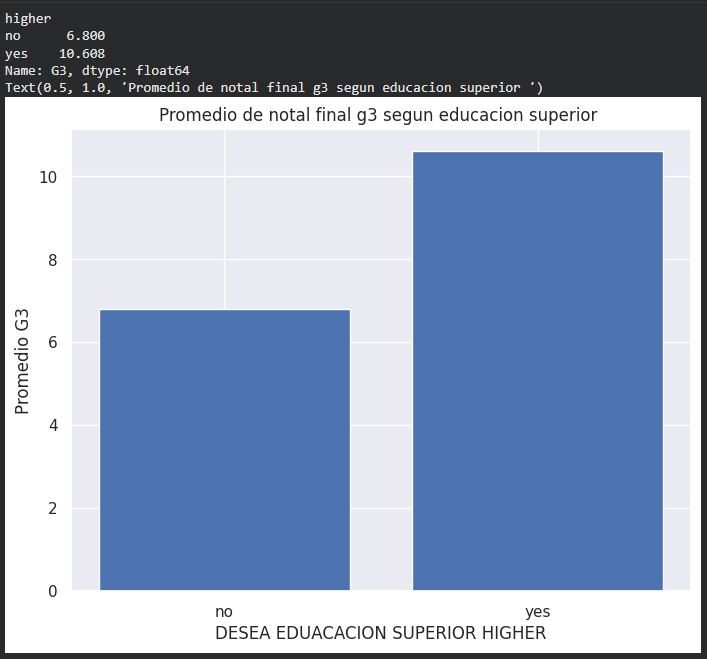 higher
no      6.800
yes    10.608
Name: G3, dtype: float64
Text(0.5, 1.0, 'Promedio de notal final g3 segun educacion superior ')
Promedio de notal final g3 segun educacion superior
10
8
6
4
2
0
Promedio G3
no yes
DESEA EDUACACION SUPERIOR HIGHER